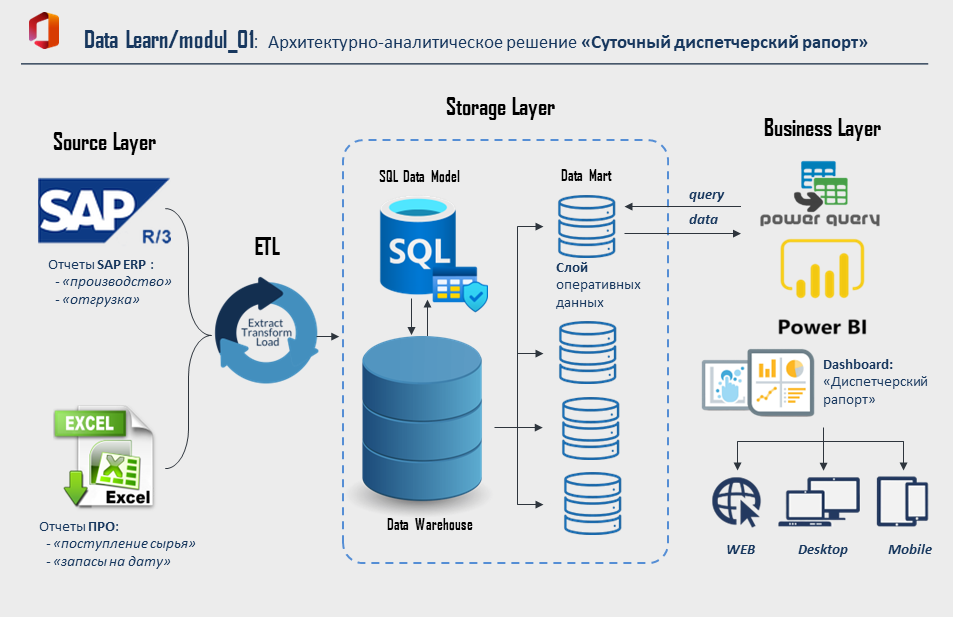 Data Learn/modul_01: Архитектурно-аналитическое решение «Суточный диспетчерский рапорт»
Storage Layer
Source Layer
Business Layer
SAP
R/3
Отчеты SAP ERP :
- «производство»
- «отгрузка»
ETL
Extract
Transform
Load
EXCEL
Excel
Отчеты ПРО:
- «поступление сырья»
- «запасы на дату»
SQL Data Model
SQL
Data Warehouse
Data Mart
Слой
оперативных
данных
query
data
power query
Power BI
Dashboard:
«Диспетчерский
рапорт»
WEB
Desktop
Mobile